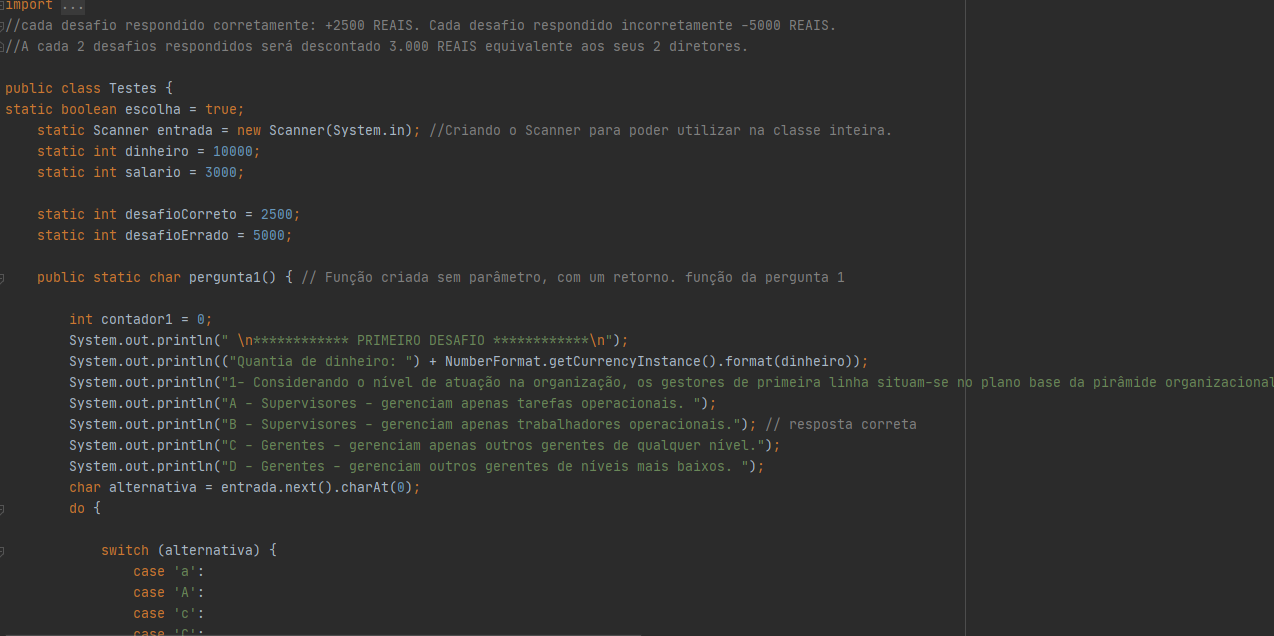 import ...
//cada desafio respondido corretamente: +2500 REAIS. Cada desafio respondido incorretamente -5000 REAIS.
//A cada 2 desafios respondidos será descontado 3.000 REAIS equivalente aos seus 2 diretores.
public class Testes {
static boolean escolha = true;
static Scanner entrada = new Scanner(System.in); //Criando o Scanner para poder utilizar na classe inteira.
static int dinheiro = 10000;
static int salario = 3000;
static int desafioCorreto = 2500;
static int desafioErrado = 5000;
public static char pergunta1() { // Função criada sem parâmetro, com um retorno. função da pergunta 1
int contador1 = 0;
System.out.println(" \n************ PRIMEIRO DESAFIO ************\n");
System.out.println(("Quantia de dinheiro: ") + NumberFormat.getCurrencyInstance().format(dinheiro));
System.out.println("1- Considerando o nível de atuação na organização, os gestores de primeira linha situam-se no plano base da pirâmide organizacional
System.out.println("A - Supervisores - gerenciam apenas tarefas operacionais. ");
System.out.println("B - Supervisores - gerenciam apenas trabalhadores operacionais."); // resposta correta
System.out.println("C - Gerentes - gerenciam apenas outros gerentes de qualquer nível.");
System.out.println("D - Gerentes - gerenciam outros gerentes de níveis mais baixos. ");
char alternativa = entrada.next().charAt(0);
do {
switch (alternativa) {
case 'a':
case 'A':
case 'c':
case 'C':